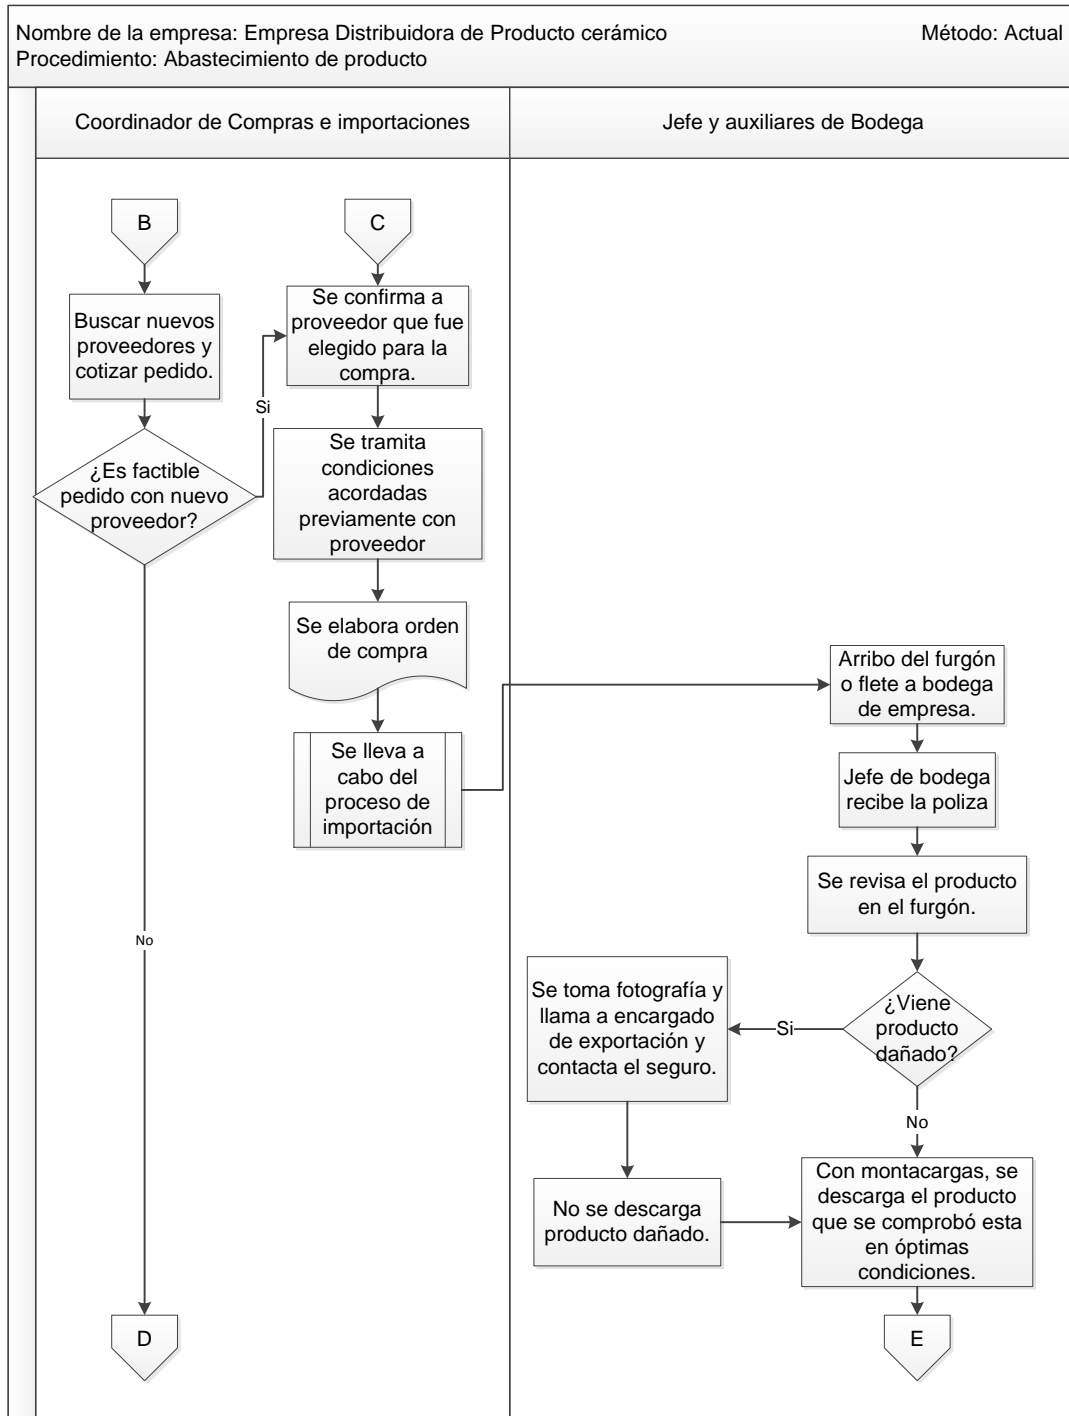 Nombre de la empresa: Empresa Distribuidora de Producto cerámico
Método: Actual
Procedimiento: Abastecimiento de producto
Coordinador de Compras e importaciones
Jefe y auxiliares de Bodega
B
C
Buscar nuevos
proveedores y
cotizar pedido.
Se confirma a
proveedor que fue
elegido para la
compra.
Si
¿Es factible
pedido con nuevo
proveedor?
Se tramita
condiciones
acordadas
previamente con
proveedor
Se elabora orden
de compra
Se lleva a
cabo del
proceso de
importación
No
D
Arribo del furgón
o flete a bodega
de empresa.
Jefe de bodega
recibe la poliza
Se revisa el producto
en el furgón.
¿Viene
producto
dañado?
Si
Se toma fotografía y
llama a encargado
de exportación y
contacta el seguro.
No
No se descarga
producto dañado.
Con montacargas, se
descarga el producto
que se comprobó esta
en óptimas
condiciones.
E